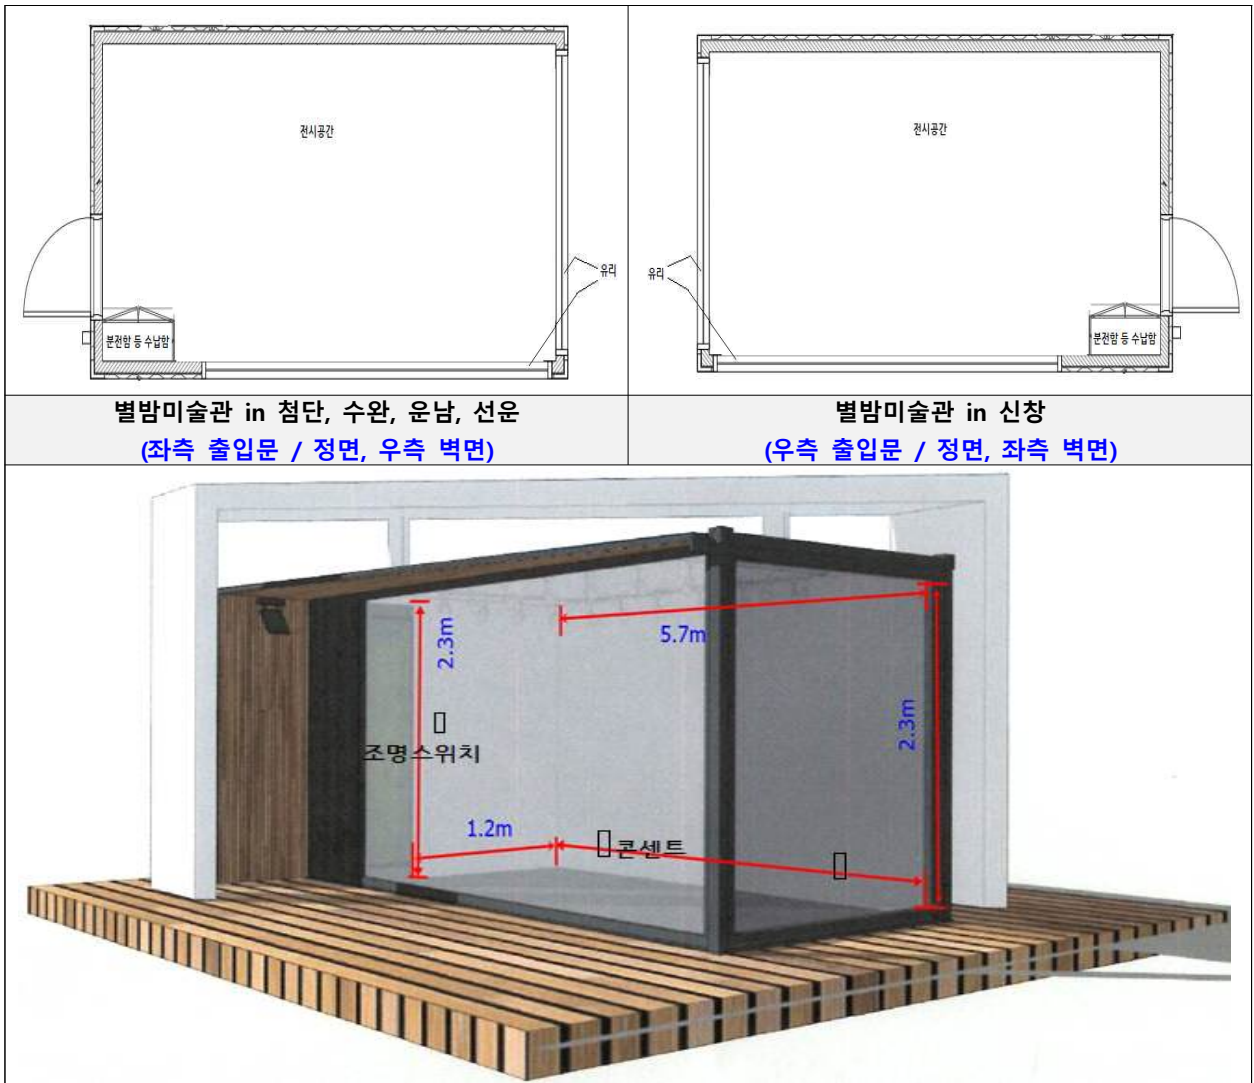 전시공간
유리
분전함 등 수납함
전시공간
유리
분전함 등 수납함
별밤미술관 in 첨단, 수완, 운남, 선운
(좌측 출입문 / 정면, 우측 벽면)
별밤미술관 in 신창
(우측 출입문 / 정면, 좌측 벽면)
5.7m
2.3m
2.3m
조명스위치
1.2m
콘센트